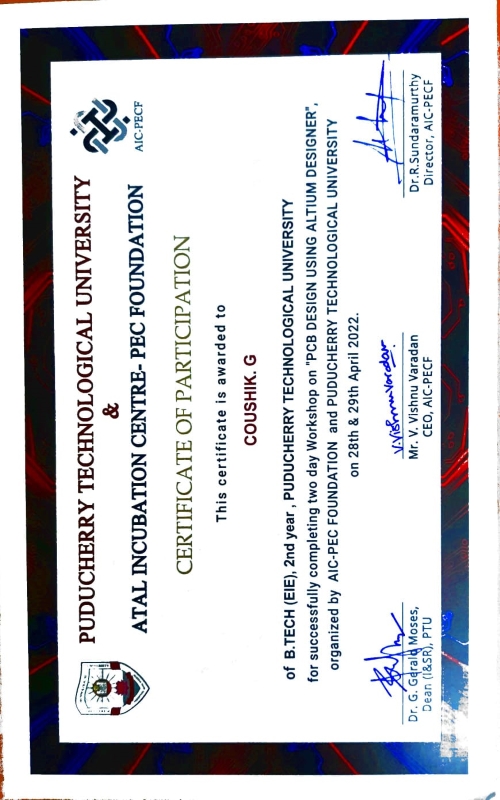 PUDUCHERRY TECHNOLOGICAL UNIVERSITY
&
ATAL INCUBATION CENTRE- PEC FOUNDATION
AIC-PECF
CERTIFICATE OF PARTICIPATION
This certificate is awarded to
COUSHIK. G
of B.TECH (EIE), 2nd year , PUDUCHERRY TECHNOLOGICAL UNIVERSITY
for successfully completing two day Workshop on "PCB DESIGN USING ALTIUM DESIGNER",
organized by AIC-PEC FOUNDATION and PUDUCHERRY TECHNOLOGICAL UNIVERSITY
on 28th & 29th April 2022.
V.Vishnu Varadan
Dr. G. Gerald Moses,
Dean (I&SR), PTU
Mr. V. Vishnu Varadan
CEO, AIC-PECF
Dr.R.Sundaramurthy
Director, AIC-PECF